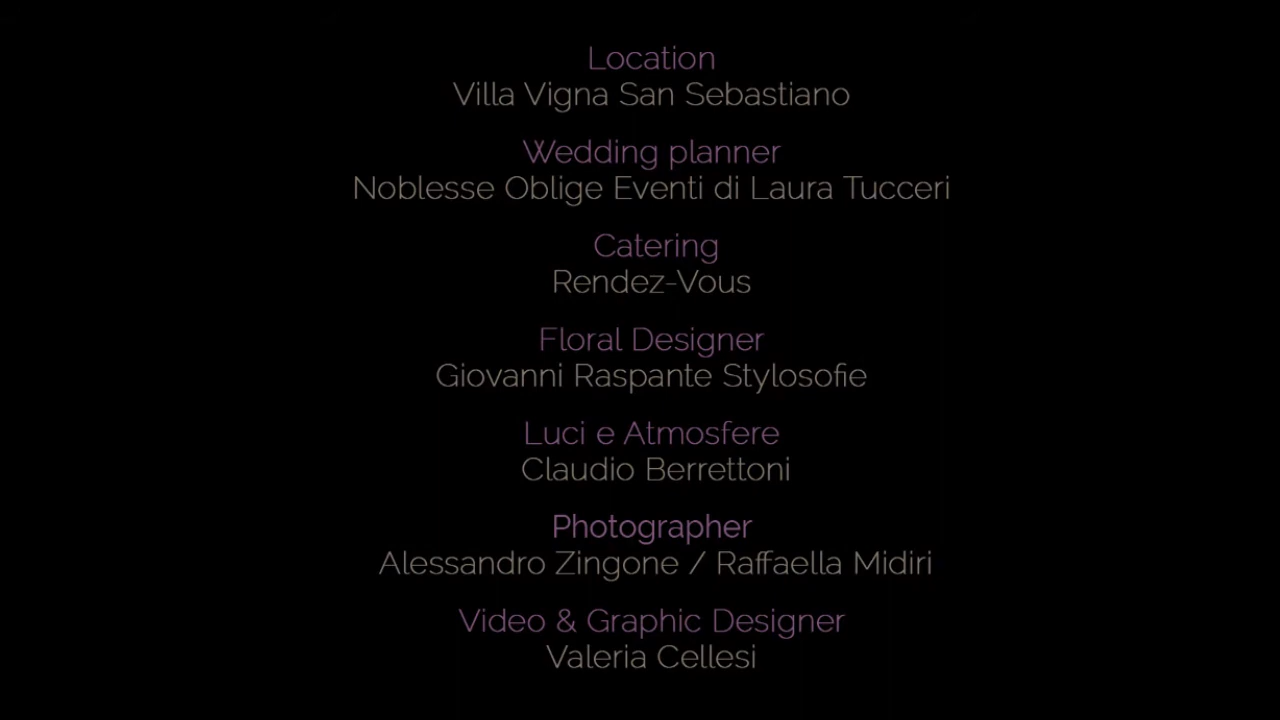 Location
Villa Vigna San Sebastiano
Wedding planner
Noblesse Oblige Eventi di Laura Tucceri
Catering
Rendez-Vous
Floral Designer
Giovanni Raspante Stylosofie
Luci e Atmosfere
Claudio Berrettoni
Photographer
Alessandro Zingone / Raffaella Midiri
Video & Graphic Designer
Valeria Cellesi